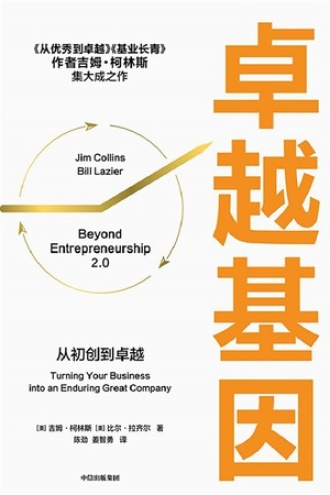 《从优秀到卓越》《基业长青》
作者吉姆·柯林斯
集大成之作
卓越基因
Jim Collins
Bill Lazier
Beyond
Entrepreneurship
2.0
从初创到卓越
Turning Your Business
into an Enduring Great Company
[美] 吉姆·柯林斯 [美] 比尔·拉齐尔 著
陈劲 姜智勇 译
中信出版集团